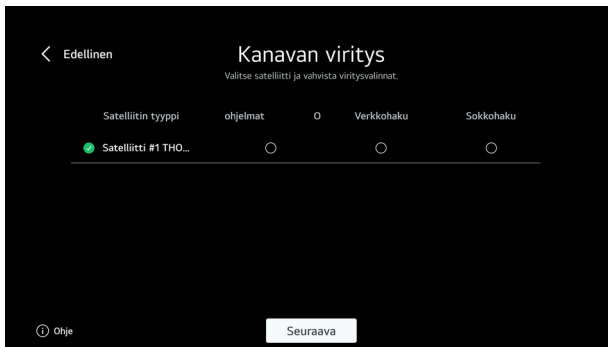 Edellinen
Kanavan viritys
Valitse satelliitti ja vahvista viritysvalinnat.
Satelliitin tyyppi ohjelmat O Verkkohaku Sokkohaku
Satelliitti #1 THO...
Ohje
Seuraava